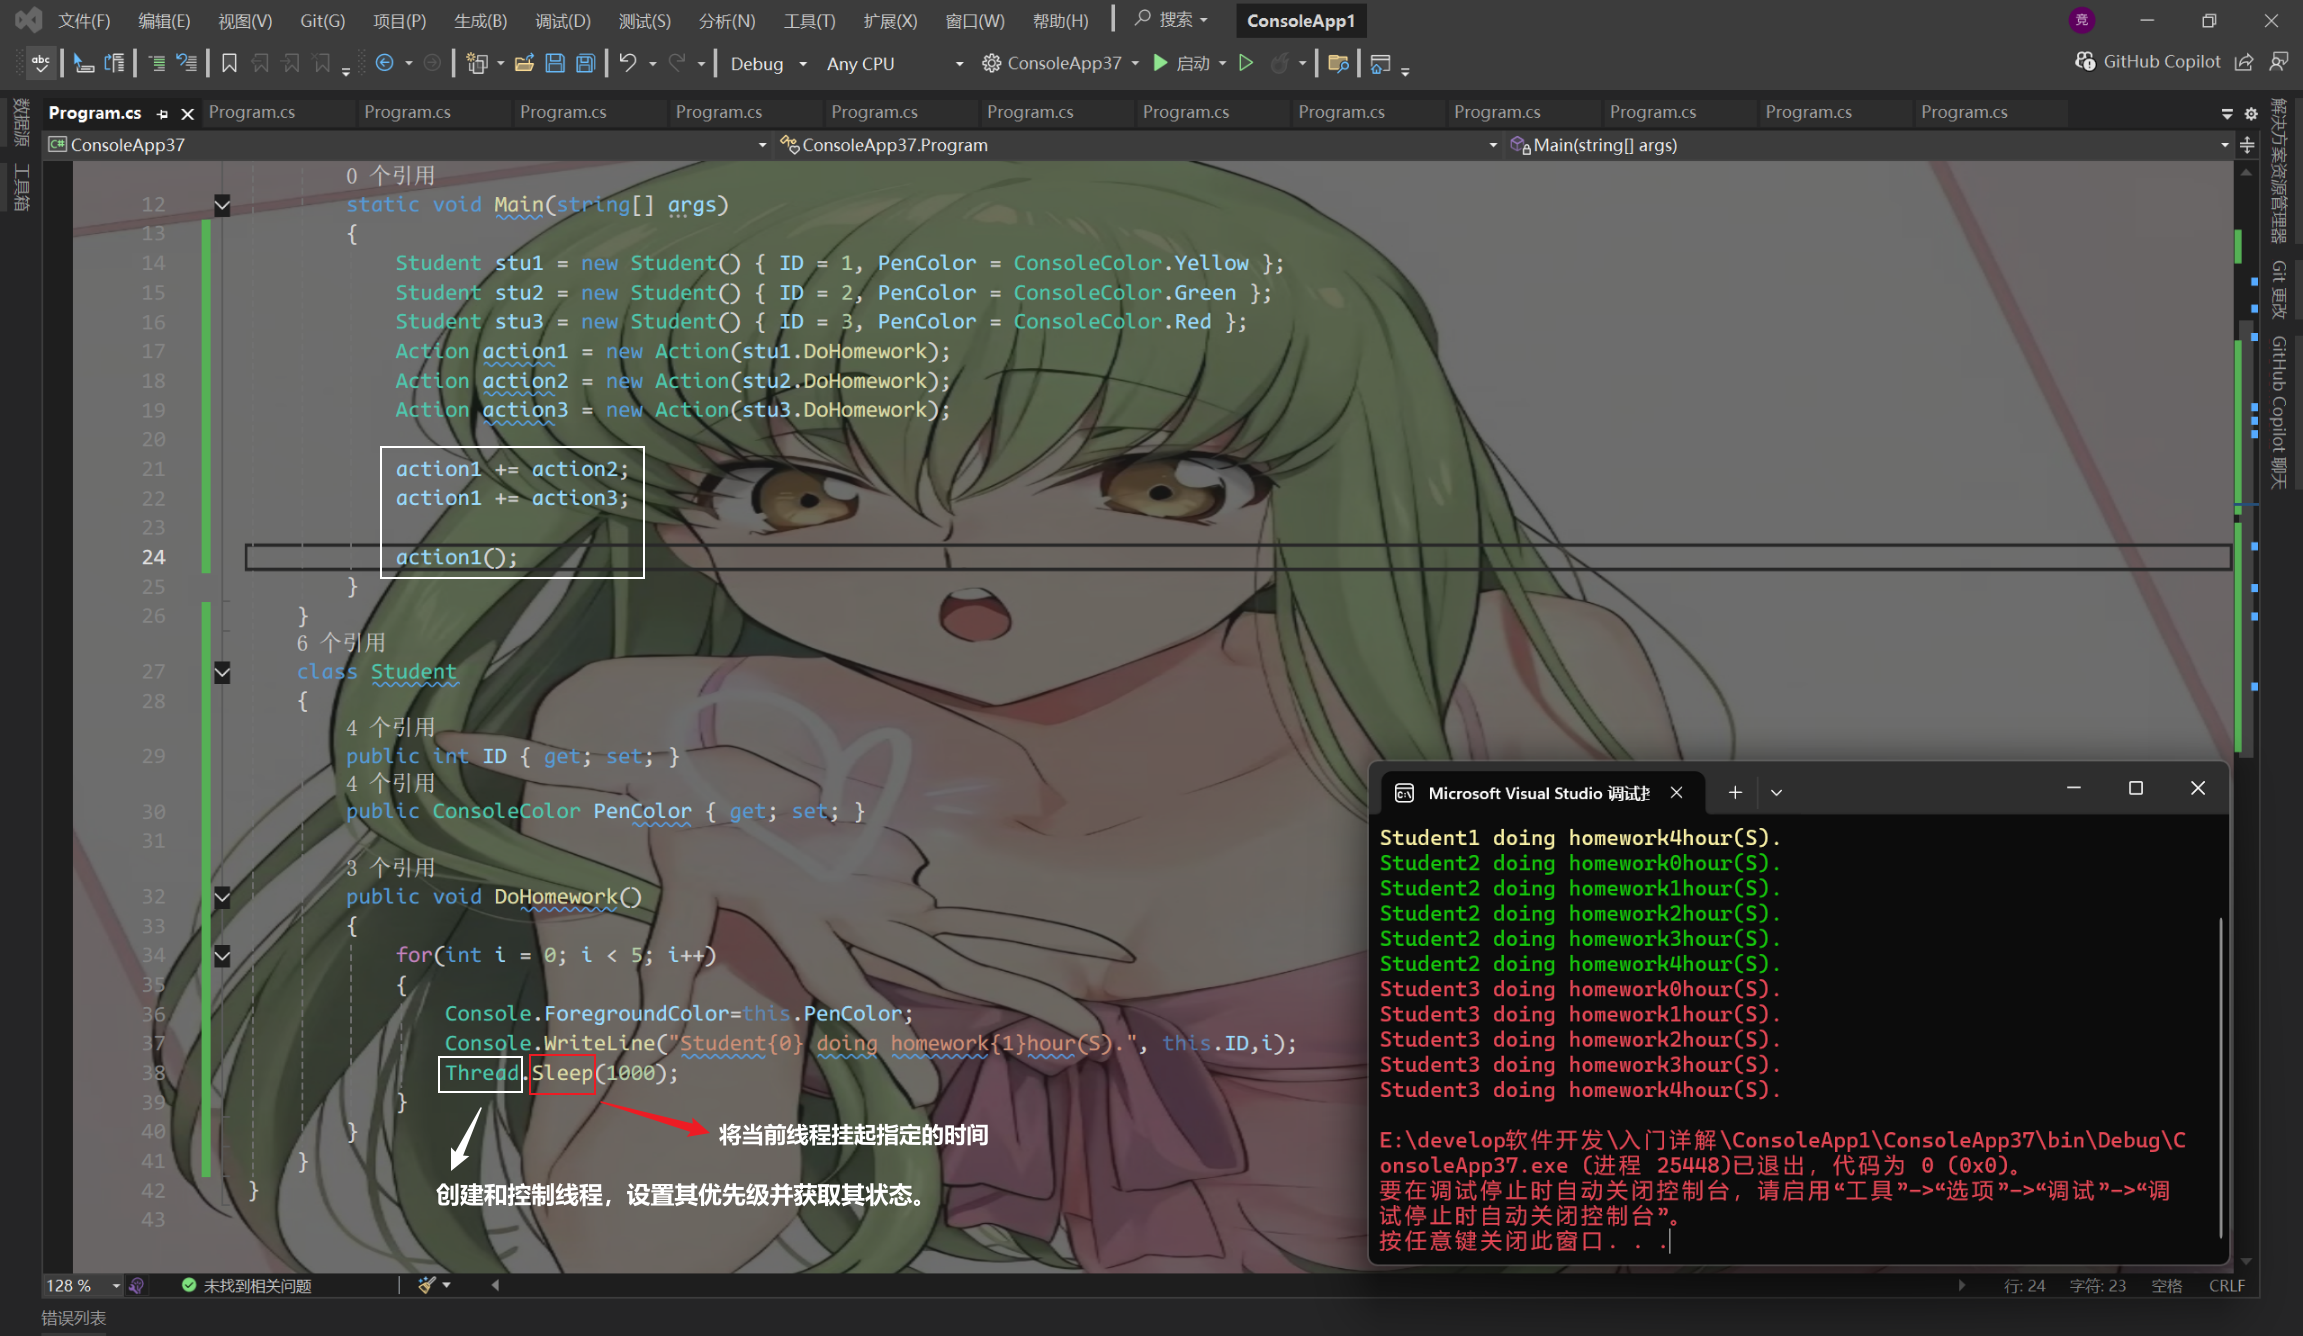 文件(F) 编辑(E) 视图(V) Git(G) 项目(P) 生成(B) 调试(D) 测试(S) 分析(N) 工具(T) 扩展(X) 窗口(W) 帮助(H) 搜索 ConsoleApp1 竞
abc Debug Any CPU ConsoleApp37 启动 GitHub Copilot
Program.cs Program.cs Program.cs Program.cs Program.cs Program.cs Program.cs Program.cs Program.cs Program.cs Program.cs Program.cs Program.cs
C# ConsoleApp37 ConsoleApp37.Program Main(string[] args)
数据源
工具箱
解决方案资源管理器
Git 更改
GitHub Copilot 聊天
0 个引用
12 static void Main(string[] args)
13 {
14 Student stu1 = new Student() { ID = 1, PenColor = ConsoleColor.Yellow };
15 Student stu2 = new Student() { ID = 2, PenColor = ConsoleColor.Green };
16 Student stu3 = new Student() { ID = 3, PenColor = ConsoleColor.Red };
17 Action action1 = new Action(stu1.DoHomework);
18 Action action2 = new Action(stu2.DoHomework);
19 Action action3 = new Action(stu3.DoHomework);
20
21 action1 += action2;
22 action1 += action3;
23
24 action1();
25 }
26 }
6 个引用
27 class Student
28 {
4 个引用
29 public int ID { get; set; }
4 个引用
30 public ConsoleColor PenColor { get; set; }
31
3 个引用
32 public void DoHomework()
33 {
34 for(int i = 0; i < 5; i++)
35 {
36 Console.ForegroundColor=this.PenColor;
37 Console.WriteLine("Student{0} doing homework{1}hour(S).", this.ID,i);
38 Thread.Sleep(1000);
39 }
40 }
41 }
42 }
43
将当前线程挂起指定的时间
创建和控制线程，设置其优先级并获取其状态。
Microsoft Visual Studio 调试
Student1 doing homework4hour(S).
Student2 doing homework0hour(S).
Student2 doing homework1hour(S).
Student2 doing homework2hour(S).
Student2 doing homework3hour(S).
Student2 doing homework4hour(S).
Student3 doing homework0hour(S).
Student3 doing homework1hour(S).
Student3 doing homework2hour(S).
Student3 doing homework3hour(S).
Student3 doing homework4hour(S).
E:\develop软件开发\入门详解\ConsoleApp1\ConsoleApp37\bin\Debug\C
onsoleApp37.exe (进程 25448)已退出，代码为 0 (0x0)。
要在调试停止时自动关闭控制台，请启用“工具”->“选项”->“调试”->“调
试停止时自动关闭控制台”。
按任意键关闭此窗口. . .
128 % 未找到相关问题 行: 24 字符: 23 空格 CRLF
错误列表